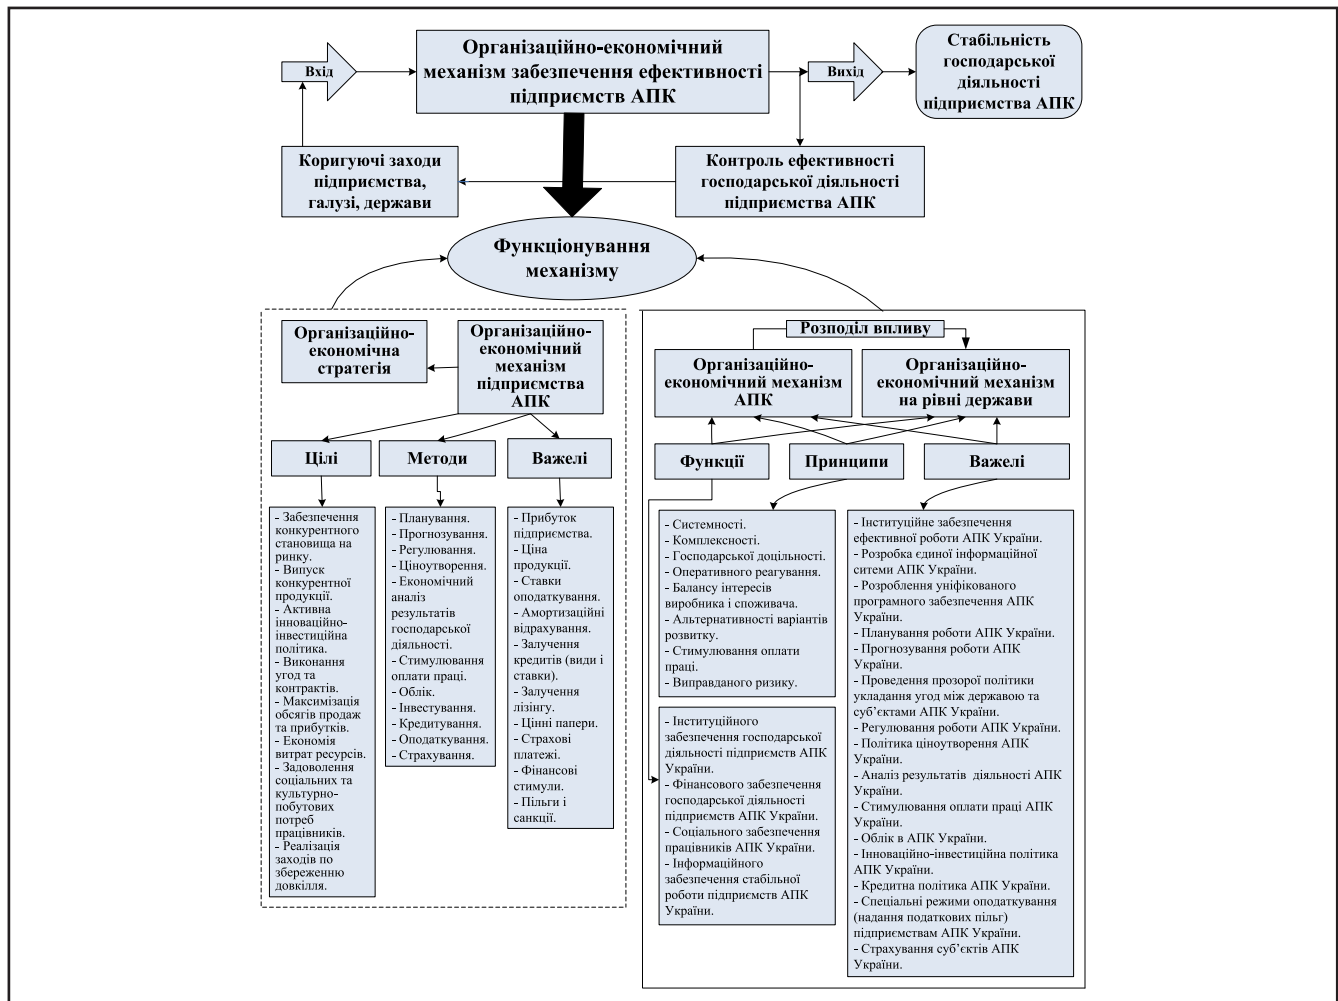 Вхід
Організаційно-економічний
механізм забезпечення ефективності
підприємств АПК
Вихід
Стабільність
господарської
діяльності
підприємства АПК
Коригуючі заходи
підприємства,
галузі, держави
Контроль ефективності
господарської діяльності
підприємства АПК
Функціонування
механізму
Організаційно-
економічна
стратегія
Організаційно-
економічний
механізм
підприємства
АПК
Цілі
Методи
Важелі
- Забезпечення
конкурентного
становища на
ринку.
- Випуск
конкурентної
продукції.
- Активна
інноваційно-
інвестиційна
політика.
- Виконання
угод та
контрактів.
- Максимізація
обсягів продаж
та прибутків.
- Економія
витрат ресурсів.
- Задоволення
соціальних та
культурно-
побутових
потреб
працівників.
- Реалізація
заходів по
збереженню
довкілля.
- Планування.
- Прогнозування.
- Регулювання.
- Ціноутворення.
- Економічний
аналіз
результатів
господарської
діяльності.
- Стимулювання
оплати праці.
- Облік.
- Інвестування.
- Кредитування.
- Оподаткування.
- Страхування.
- Прибуток
підприємства.
- Ціна
продукції.
- Ставки
оподаткування.
- Амортизаційні
відрахування.
- Залучення
кредитів (види і
ставки).
- Залучення
лізінгу.
- Цінні папери.
- Страхові
платежі.
- Фінансові
стимули.
- Пільги і
санкції.
Розподіл впливу
Організаційно-
економічний механізм
АПК
Організаційно-
економічний механізм
на рівні держави
Функції
Принципи
Важелі
- Системності.
- Комплексності.
- Господарської доцільності.
- Оперативного реагування.
- Балансу інтересів
виробника і споживача.
- Альтернативності варіантів
розвитку.
- Стимулювання оплати
праці.
- Виправданого ризику.
- Інституційного
забезпечення господарської
діяльності підприємств АПК
України.
- Фінансового забезпечення
господарської діяльності
підприємств АПК України.
- Соціального забезпечення
працівників АПК України.
- Інформаційного
забезпечення стабільної
роботи підприємств АПК
України.
- Інституційне забезпечення
ефективної роботи АПК України.
- Розробка єдиної інформаційної
ситеми АПК України.
- Розроблення уніфікованого
програмного забезпечення АПК
України.
- Планування роботи АПК України.
- Прогнозування роботи АПК
України.
- Проведення прозорої політики
укладання угод між державою та
суб’єктами АПК України.
- Регулювання роботи АПК України.
- Політика ціноутворення АПК
України.
- Аналіз результатів діяльності АПК
України.
- Стимулювання оплати праці АПК
України.
- Облік в АПК України.
- Інноваційно-інвестиційна політика
АПК України.
- Кредитна політика АПК України.
- Спеціальні режими оподаткування
(надання податкових пільг)
підприємствам АПК України.
- Страхування суб’єктів АПК
України.